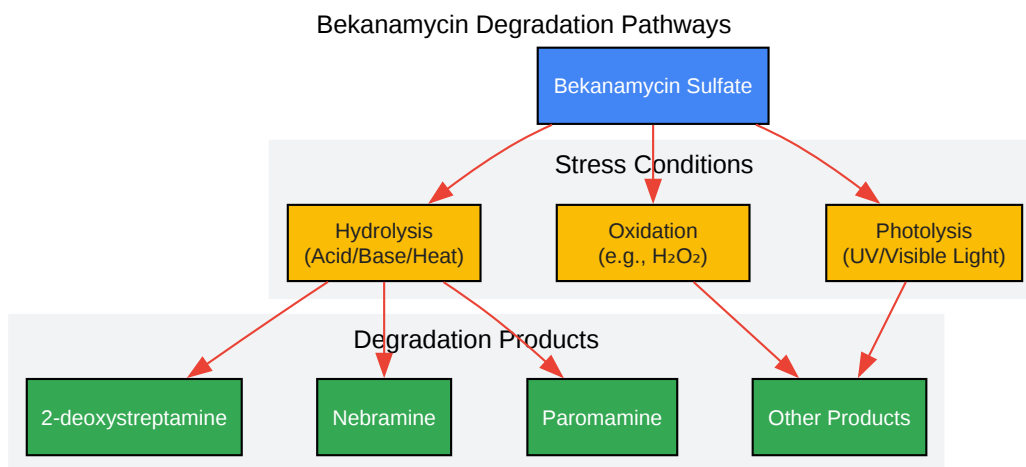 Bekanamycin Degradation Pathways
Bekanamycin Sulfate
Stress Conditions
Hydrolysis
(Acid/Base/Heat)
Oxidation
(e.g., H₂O₂)
Photolysis
(UV/Visible Light)
Degradation Products
2-deoxystreptamine
Nebramine
Paromamine
Other Products